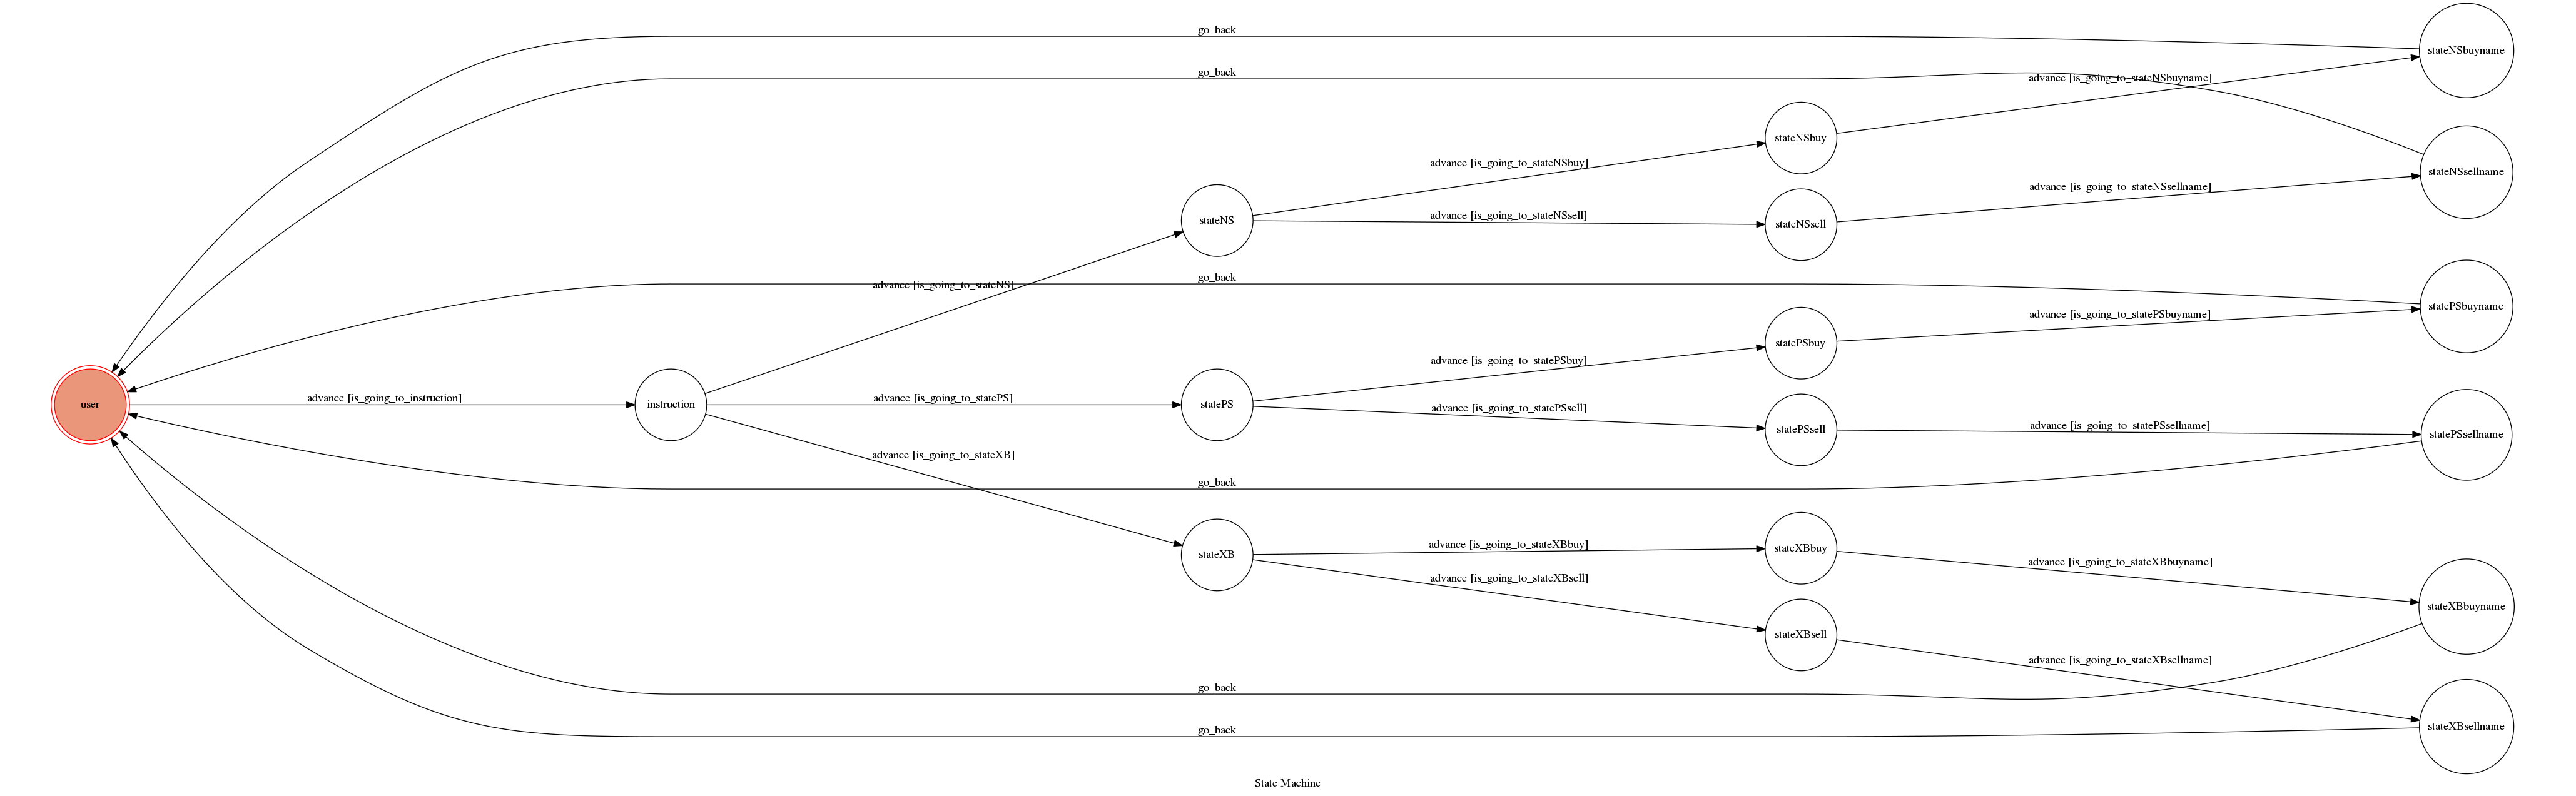 go_back
stateNSbuyname
go_back
advance [is_going_to_stateNSbuyname]
stateNSbuy
advance [is_going_to_stateNSbuy]
stateNSsellname
advance [is_going_to_stateNSsellname]
stateNS
advance [is_going_to_stateNSsell]
stateNSsell
go_back
advance [is_going_to_stateNS]
statePSbuyname
advance [is_going_to_statePSbuyname]
statePSbuy
advance [is_going_to_statePSbuy]
user
advance [is_going_to_instruction]
instruction
advance [is_going_to_statePS]
statePS
advance [is_going_to_statePSsell]
statePSsell
advance [is_going_to_statePSsellname]
statePSsellname
advance [is_going_to_stateXB]
go_back
stateXB
advance [is_going_to_stateXBbuy]
stateXBbuy
advance [is_going_to_stateXBbuyname]
stateXBbuyname
advance [is_going_to_stateXBsell]
stateXBsell
advance [is_going_to_stateXBsellname]
go_back
go_back
stateXBsellname
State Machine